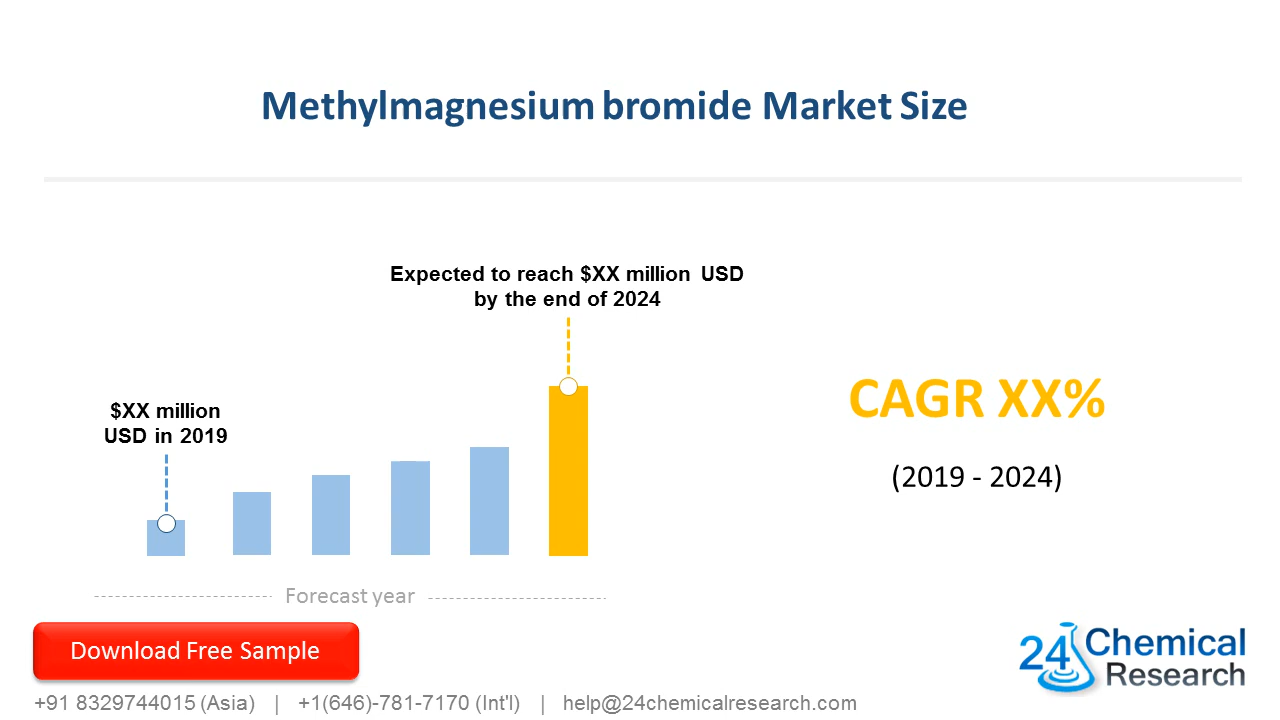 Methylmagnesium bromide Market Size
Expected to reach $XX million USD
by the end of 2024
$XX million
USD in 2019
CAGR XX%
(2019 - 2024)
Forecast year
Download Free Sample
24 Chemical
Research
+91 8329744015 (Asia) | +1(646)-781-7170 (Int'l) | help@24chemicalresearch.com